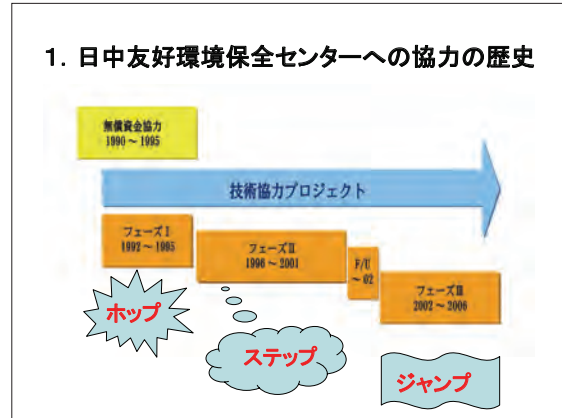 1. 日中友好環境保全センターへの協力の歴史
無償資金協力
1990～1995
技術協力プロジェクト
フェーズⅠ
1992～1995
フェーズⅡ
1996～2001
F/U
～02
フェーズⅢ
2002～2006
ホップ
ステップ
ジャンプ